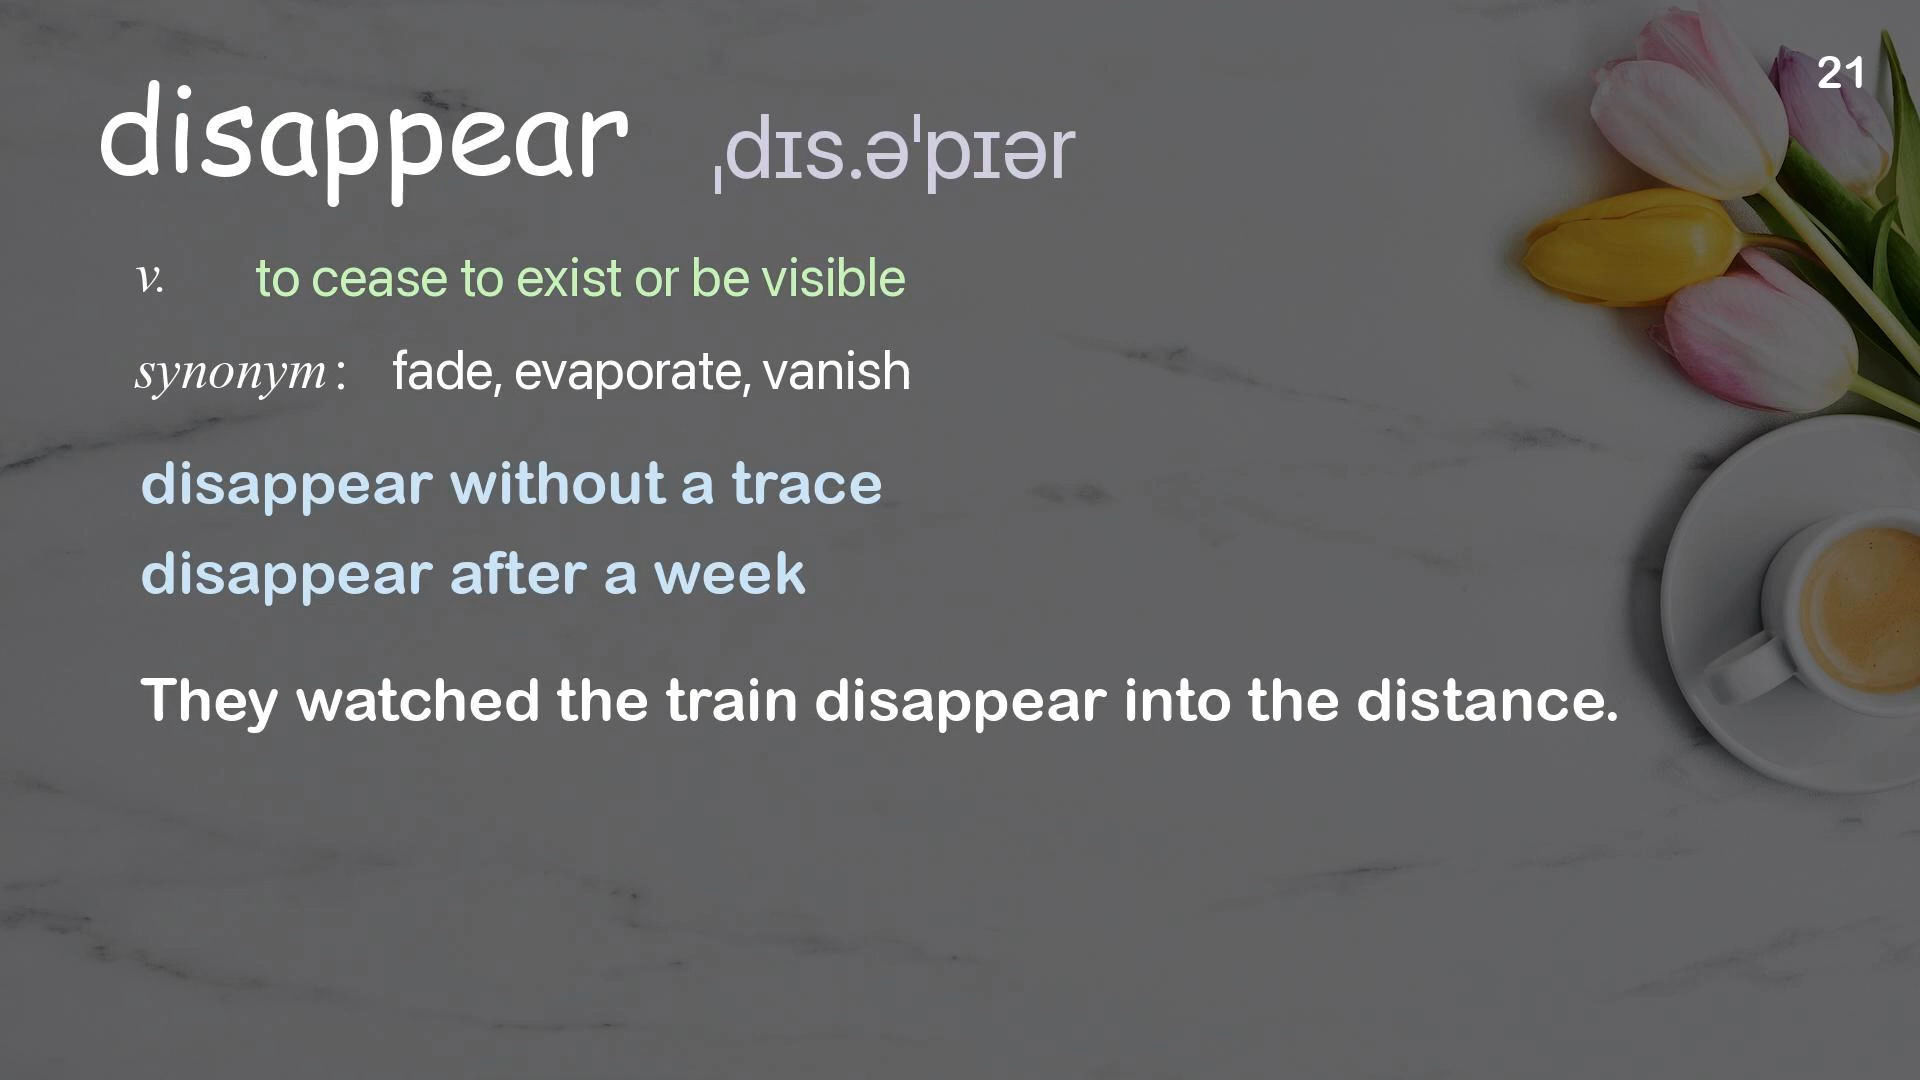 21
disappear ˌdɪs.əˈpɪər
v. to cease to exist or be visible
synonym : fade, evaporate, vanish
disappear without a trace
disappear after a week
They watched the train disappear into the distance.